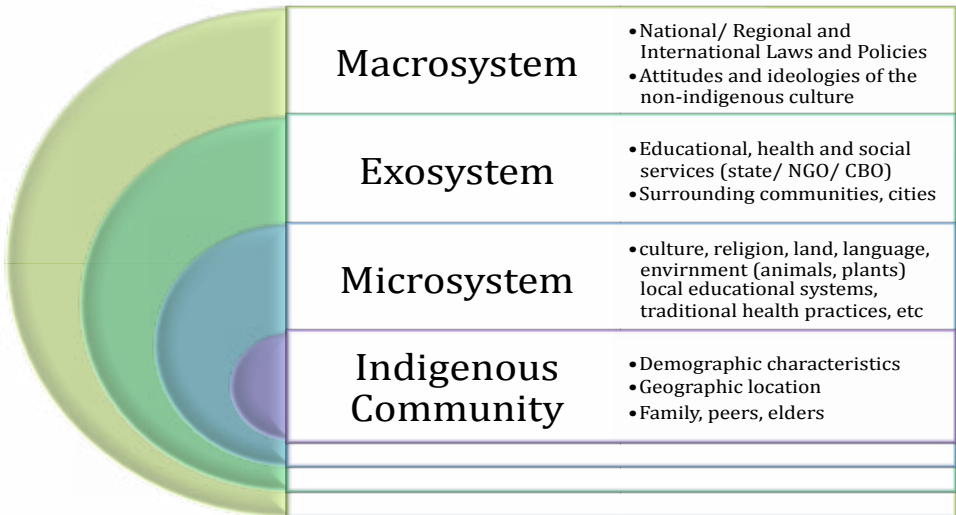 Macrosystem
•National/ Regional and
International Laws and Policies
•Attitudes and ideologies of the
non-indigenous culture
Exosystem
•Educational, health and social
services (state/ NGO/ CBO)
•Surrounding communities, cities
Microsystem
•culture, religion, land, language,
envirnment (animals, plants)
local educational systems,
traditional health practices, etc
Indigenous
Community
•Demographic characteristics
•Geographic location
•Family, peers, elders